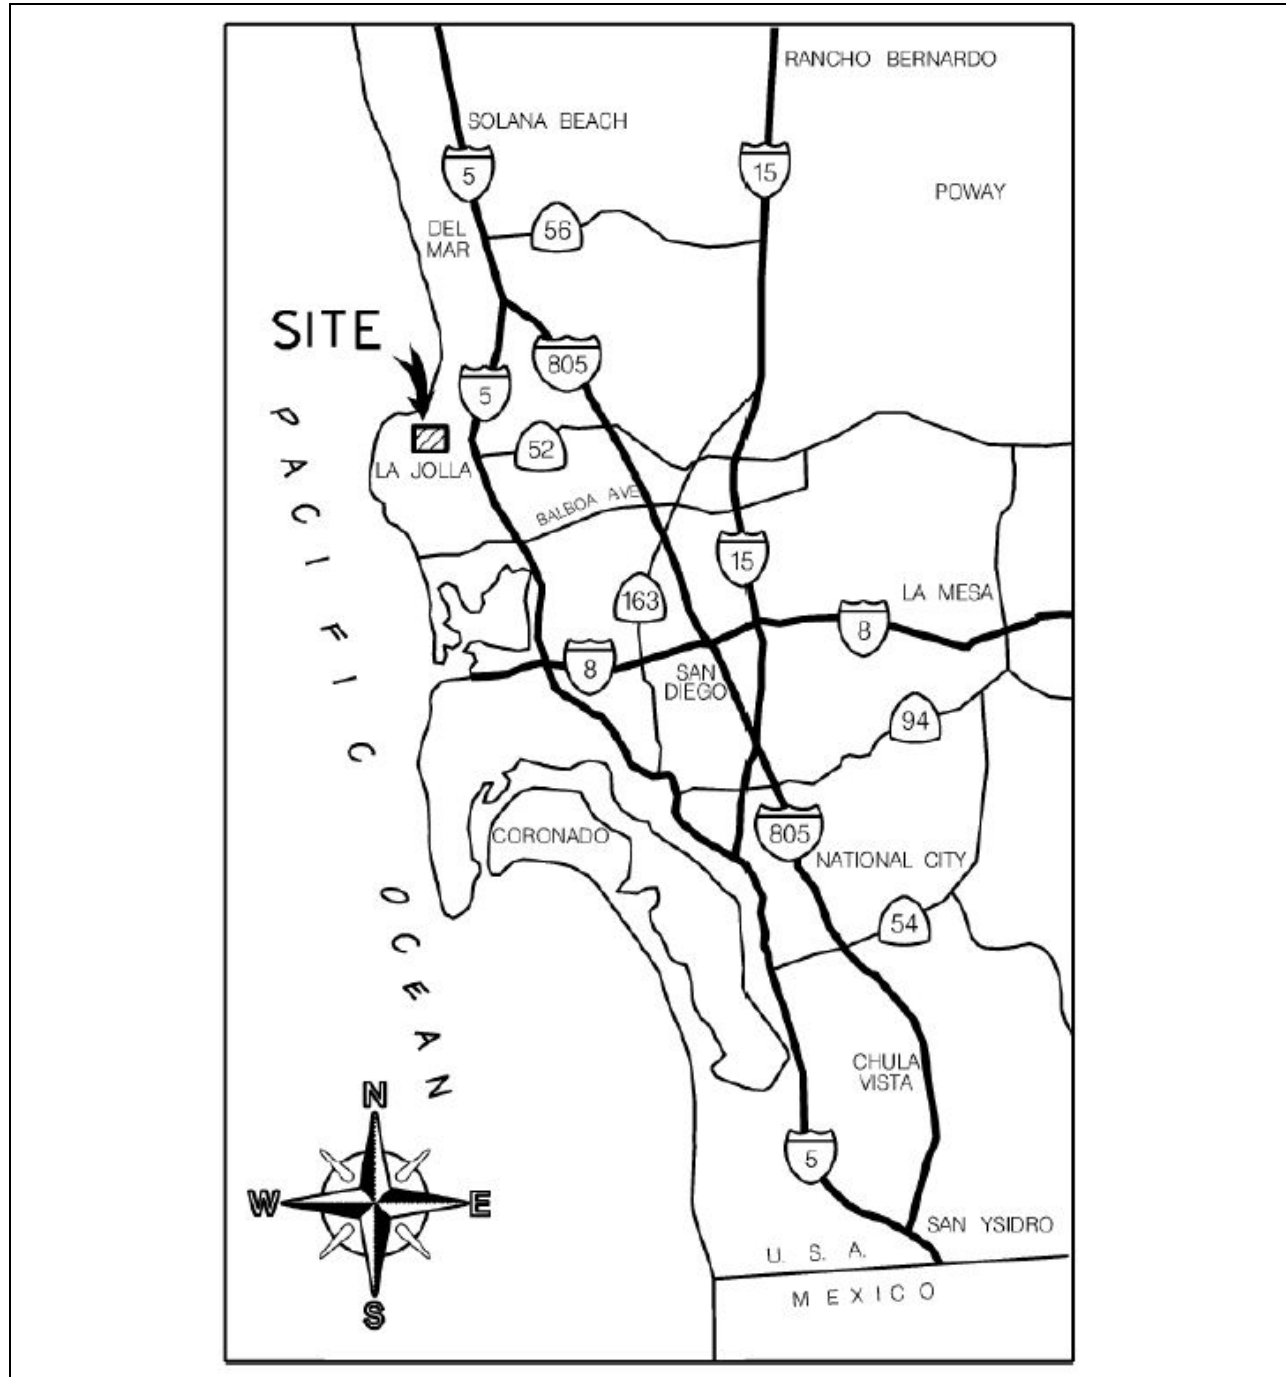 RANCHO BERNARDO
SOLANA BEACH
5
15
POWAY
DEL
MAR
56
SITE
805
5
52
LA JOLLA
BALBOA AVE
PACIFIC
15
163
LA MESA
8
8
SAN
DIEGO
94
805
CORONADO
NATIONAL CITY
OCEAN
54
CHULA
VISTA
N
5
W
E
SAN YSIDRO
U. S. A.
MEXICO
S